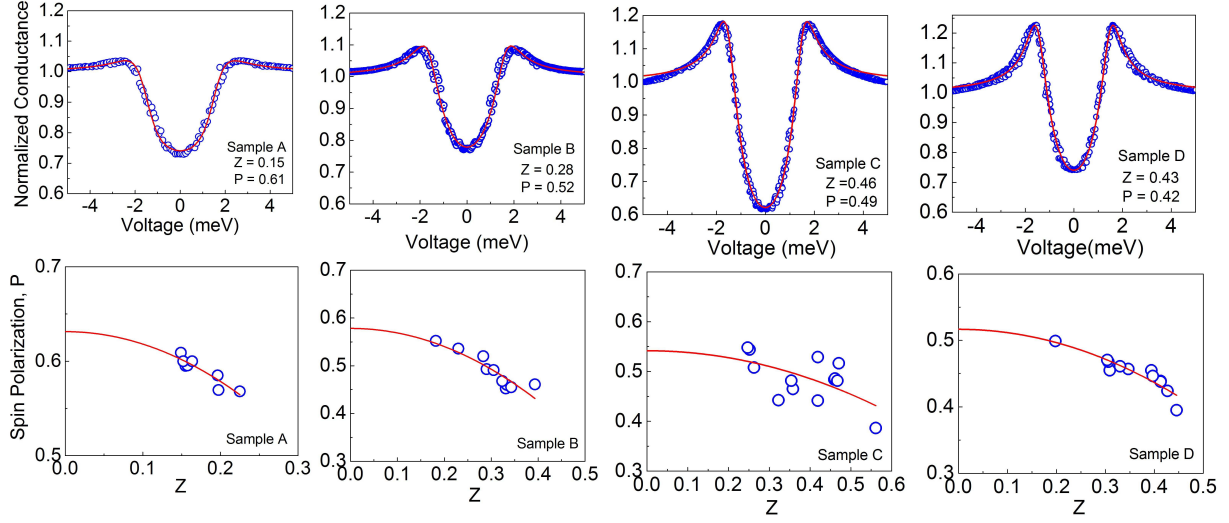 Normalized Conductance
1.2
1.1
1.0
0.9
0.8
0.7
0.6
-4 -2 0 2 4
Voltage (meV)
Sample A
Z = 0.15
P = 0.61
1.2
1.1
1.0
0.9
0.8
0.7
0.6
-4 -2 0 2 4
Voltage (meV)
Sample B
Z = 0.28
P = 0.52
1.2
1.1
1.0
0.9
0.8
0.7
0.6
-4 -2 0 2 4
Voltage (meV)
Sample C
Z =0.46
P =0.49
1.2
1.1
1.0
0.9
0.8
0.7
0.6
-4 -2 0 2 4
Voltage(meV)
Sample D
Z =0.43
P = 0.42
Spin Polarization, P
0.7
0.6
0.5
0.0 0.1 0.2 0.3
Z
Sample A
0.7
0.6
0.5
0.4
0.3
0.0 0.1 0.2 0.3 0.4 0.5
Z
Sample B
0.7
0.6
0.5
0.4
0.3
0.0 0.1 0.2 0.3 0.4 0.5 0.6
Z
Sample C
0.6
0.5
0.4
0.3
0.0 0.1 0.2 0.3 0.4 0.5
Z
Sample D